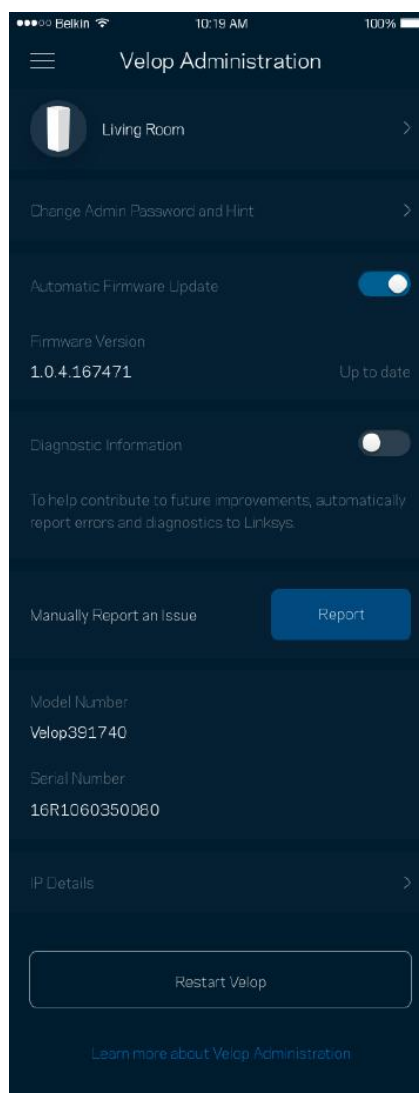 Belkin 10:19 AM 100%
Velop Administration
Living Room
Change Admin Password and Hint
Automatic Firmware Update
Firmware Version
1.0.4.167471 Up to date
Diagnostic Information
To help contribute to future improvements, automatically
report errors and diagnostics to Linksys.
Manually Report an Issue Report
Model Number
Velop391740
Serial Number
16R1060350080
IP Details
Restart Velop
Learn more about Velop Administration